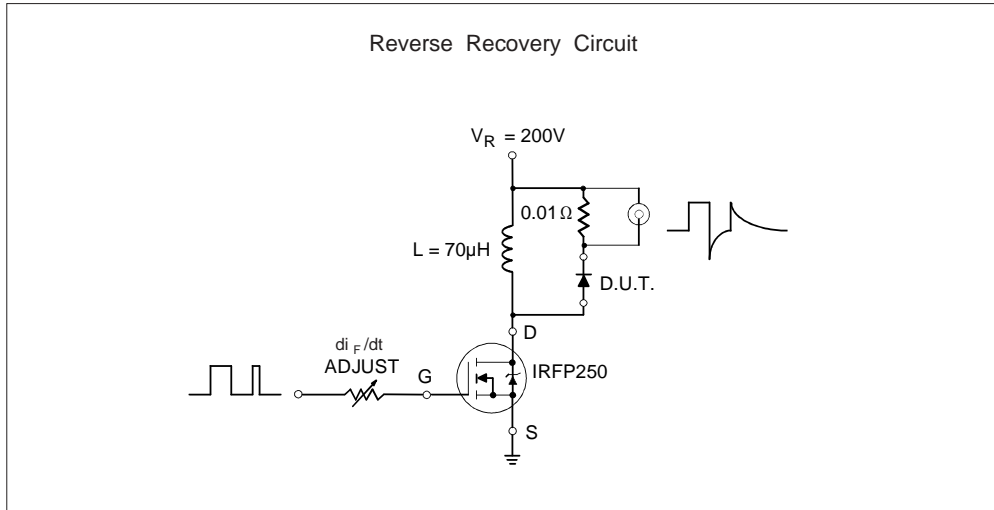 Reverse Recovery Circuit
V_R = 200V
0.01 Ω
L = 70µH
D.U.T.
di_F/dt
ADJUST
D
G
IRFP250
S